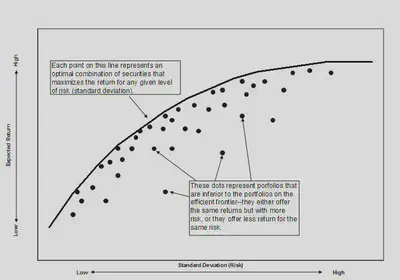 High
Each point on this line represents an
optimal combination of securities that
maximizes the return for any given level
of risk (standard deviation).
Expected Return
These dots represent porfolios that
are inferior to the portfolios on the
efficient frontier--they either offer
the same returns but with more
risk, or they offer less return for the
same risk.
Low
Standard Deviation (Risk)
Low
High